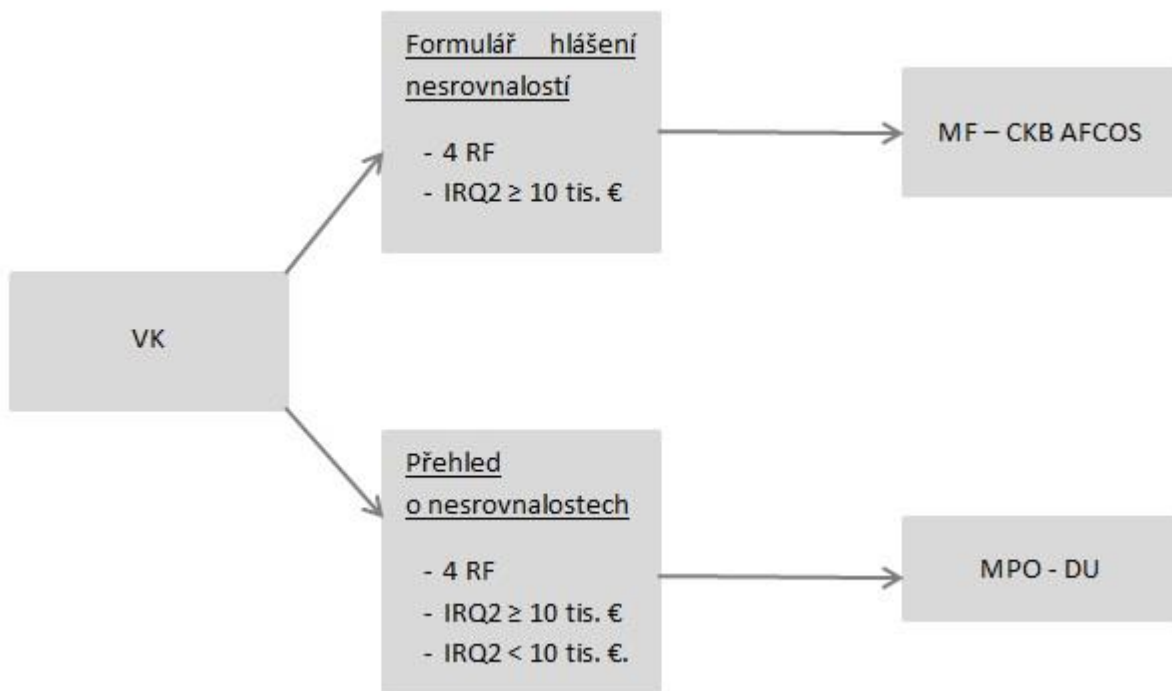 Formulář hlášení
nesrovnalostí
- 4 RF
- IRQ2 ≥ 10 tis. €
MF – CKB AFCOS
VK
Přehled
o nesrovnalostech
- 4 RF
- IRQ2 ≥ 10 tis. €
- IRQ2 < 10 tis. €.
MPO - DU